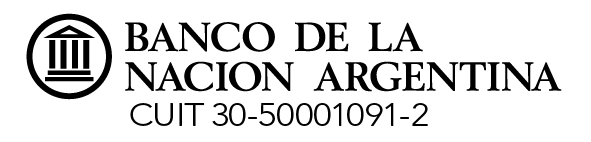 BANCO DE LA
NACION ARGENTINA
CUIT 30-50001091-2